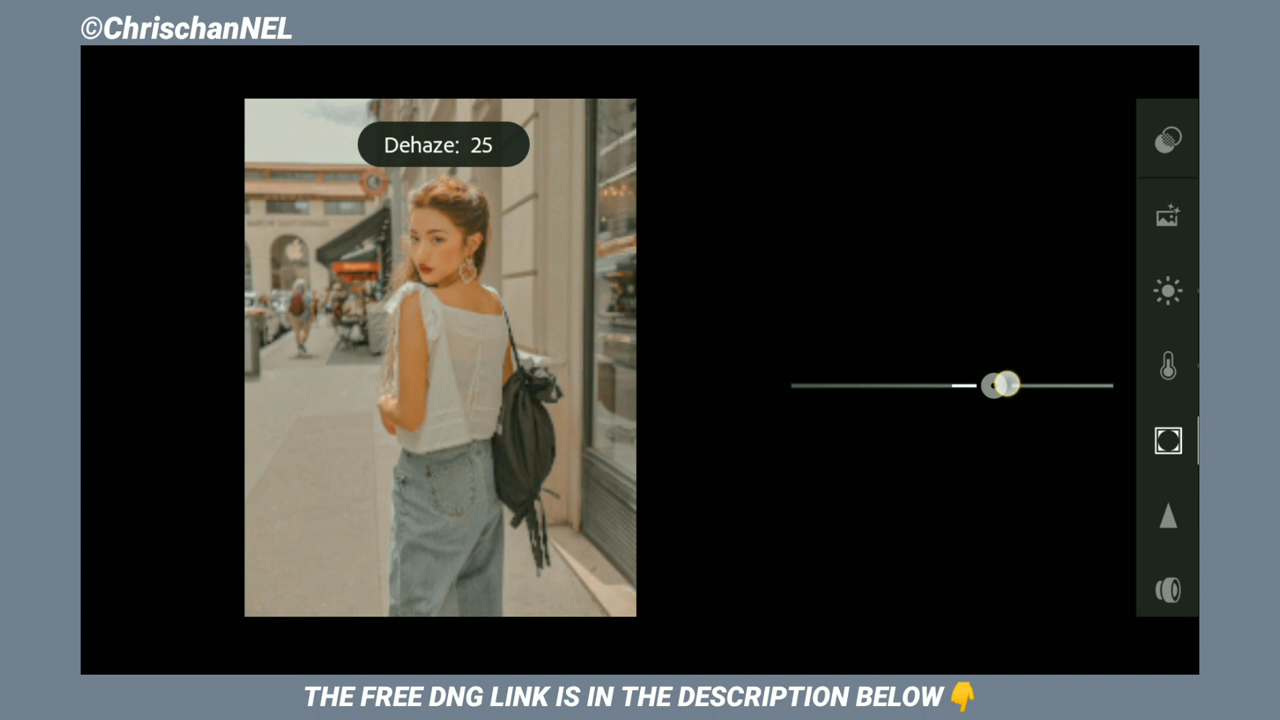 ©ChrischanNEL
Dehaze: 25
THE FREE DNG LINK IS IN THE DESCRIPTION BELOW👇